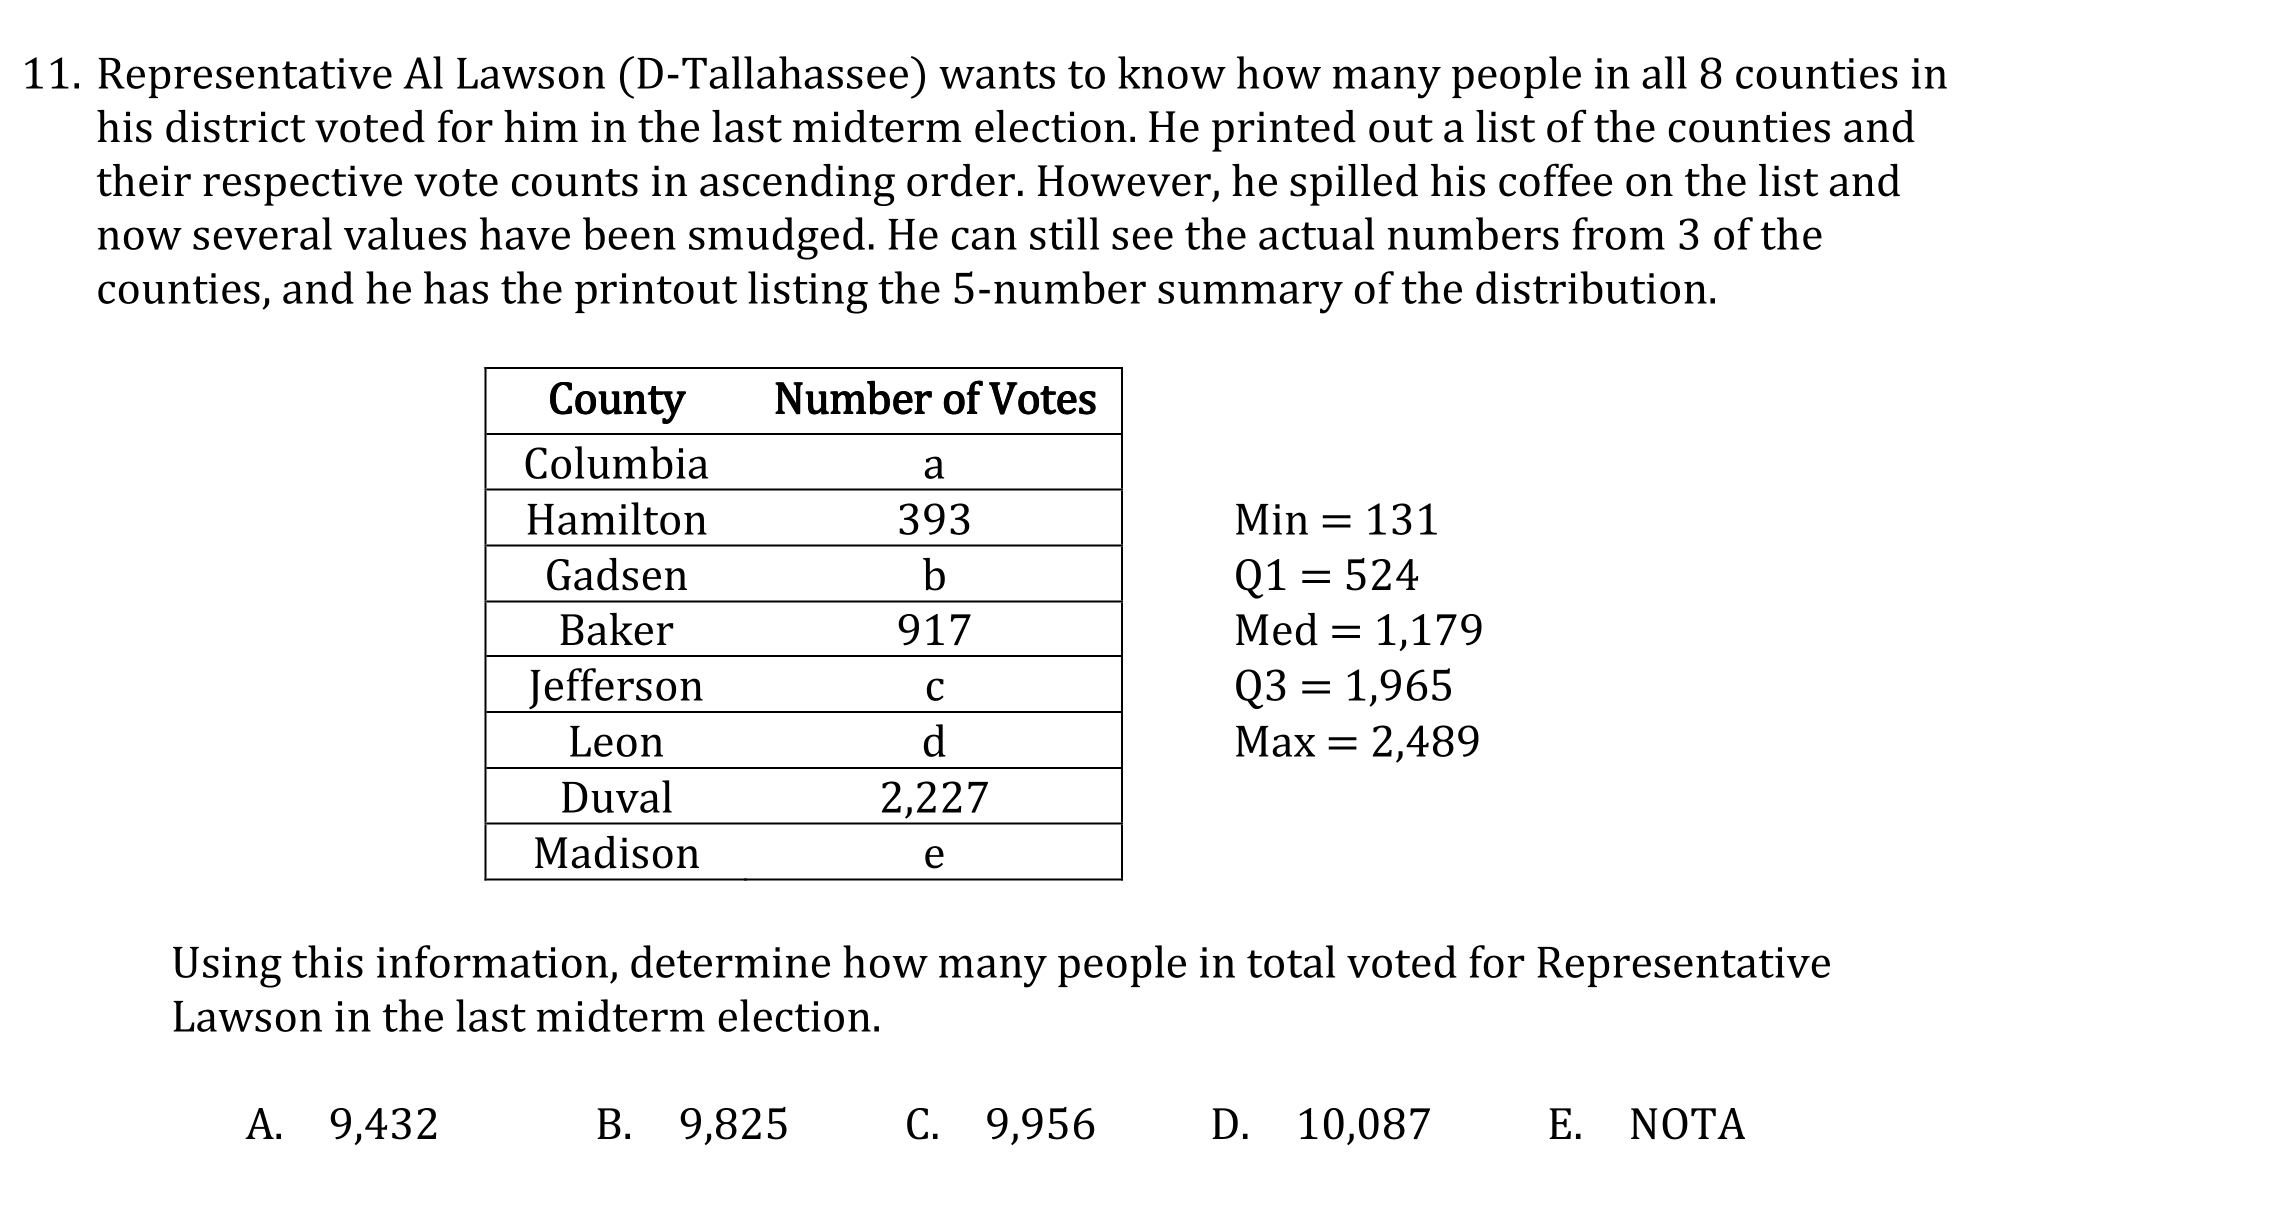 11. Representative Al Lawson (D-Tallahassee) wants to know how many people in all 8 counties in
his district voted for him in the last midterm election. He printed out a list of the counties and
their respective vote counts in ascending order. However, he spilled his coffee on the list and
now several values have been smudged. He can still see the actual numbers from 3 of the
counties, and he has the printout listing the 5-number summary of the distribution.
County Number of Votes
Columbia a
Hamilton 393
Gadsen b
Baker 917
Jefferson c
Leon d
Duval 2,227
Madison e
Min = 131
Q1 = 524
Med = 1,179
Q3 = 1,965
Max = 2,489
Using this information, determine how many people in total voted for Representative
Lawson in the last midterm election.
A. 9,432 B. 9,825 C. 9,956 D. 10,087 E. NOTA